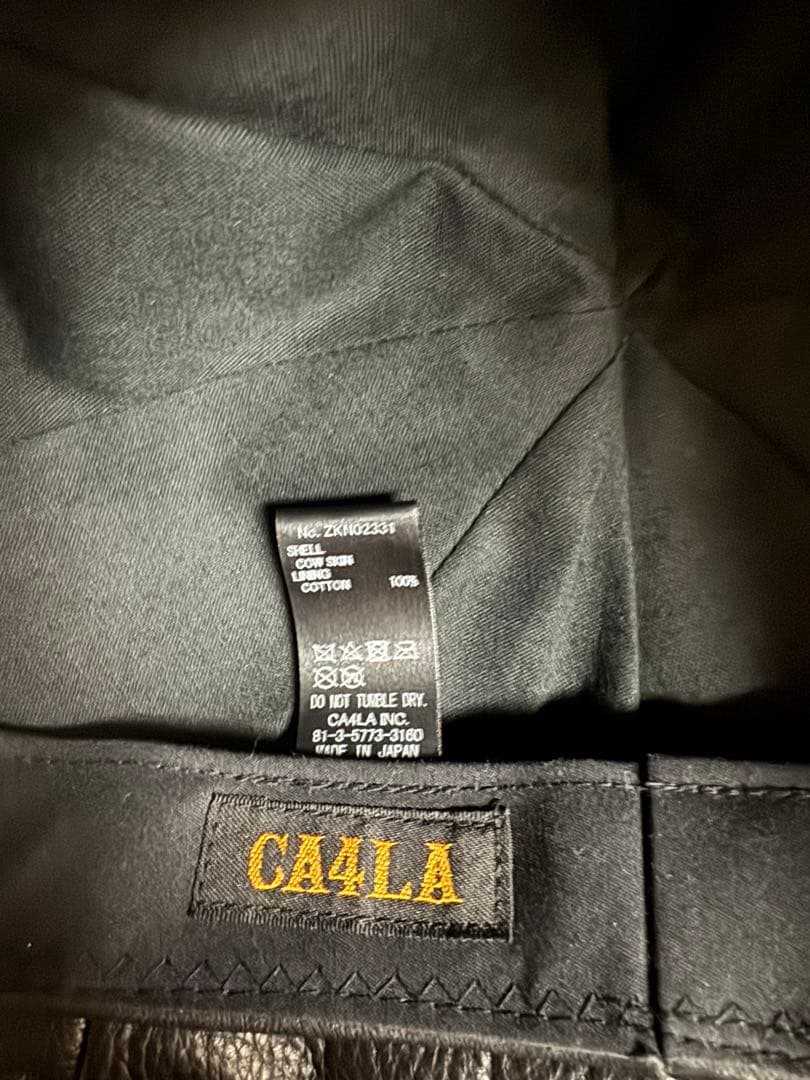 No. ZKN02331
SHELL
COW SKIN
LINING
COTTON 100%
DO NOT TUMBLE DRY.
CA4LA INC.
81-3-5773-3160
MADE IN JAPAN
CA4LA